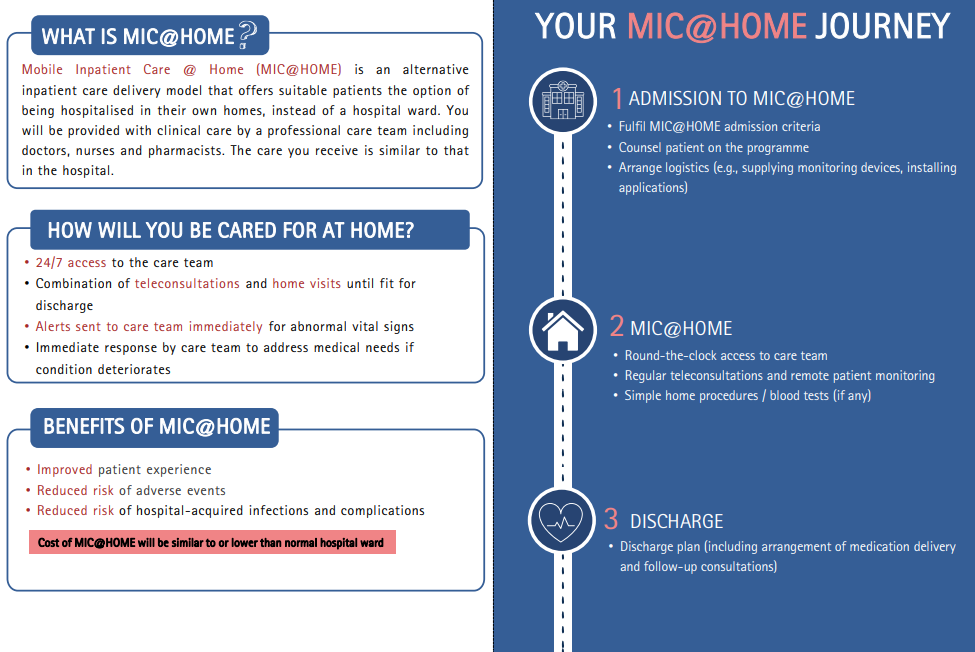 WHAT IS MIC@HOME?
Mobile Inpatient Care @ Home (MIC@HOME) is an alternative
inpatient care delivery model that offers suitable patients the option of
being hospitalised in their own homes, instead of a hospital ward. You
will be provided with clinical care by a professional care team including
doctors, nurses and pharmacists. The care you receive is similar to that
in the hospital.
HOW WILL YOU BE CARED FOR AT HOME?
• 24/7 access to the care team
• Combination of teleconsultations and home visits until fit for
discharge
• Alerts sent to care team immediately for abnormal vital signs
• Immediate response by care team to address medical needs if
condition deteriorates
BENEFITS OF MIC@HOME
• Improved patient experience
• Reduced risk of adverse events
• Reduced risk of hospital-acquired infections and complications
Cost of MIC@HOME will be similar to or lower than normal hospital ward
YOUR MIC@HOME JOURNEY
1 ADMISSION TO MIC@HOME
• Fulfil MIC@HOME admission criteria
• Counsel patient on the programme
• Arrange logistics (e.g., supplying monitoring devices, installing
applications)
2 MIC@HOME
• Round-the-clock access to care team
• Regular teleconsultations and remote patient monitoring
• Simple home procedures / blood tests (if any)
3 DISCHARGE
• Discharge plan (including arrangement of medication delivery
and follow-up consultations)